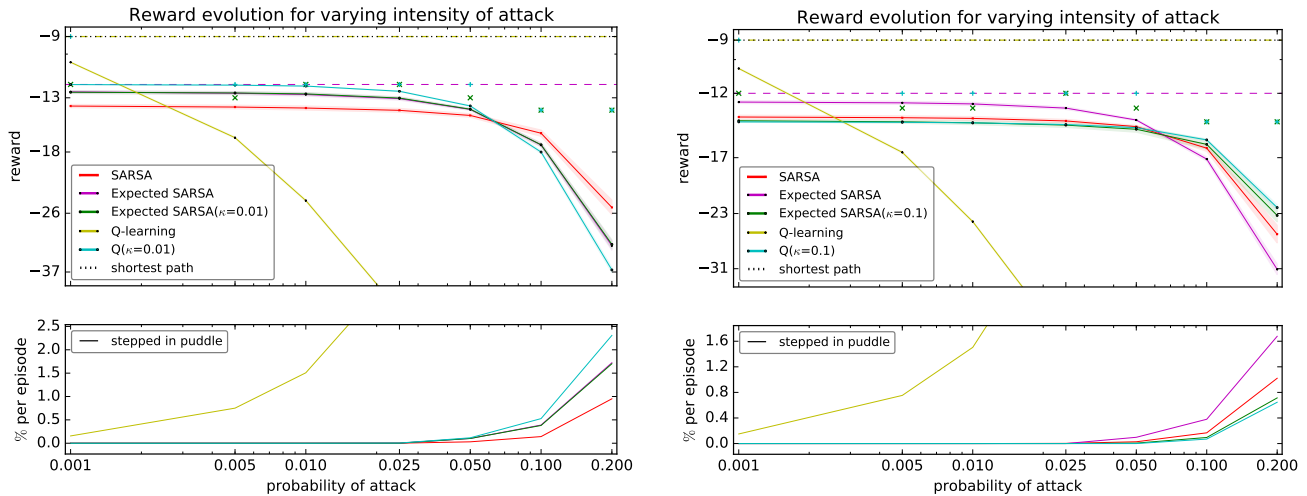 Reward evolution for varying intensity of attack
−9
−13
−18
−26
−37
reward
SARSA
Expected SARSA
Expected SARSA(κ=0.01)
Q-learning
Q(κ=0.01)
shortest path
2.5
2.0
1.5
1.0
0.5
0.0
% per episode
stepped in puddle
0.001 0.005 0.010 0.025 0.050 0.100 0.200
probability of attack
Reward evolution for varying intensity of attack
−9
−12
−17
−23
−31
reward
SARSA
Expected SARSA
Expected SARSA(κ=0.1)
Q-learning
Q(κ=0.1)
shortest path
1.6
1.2
0.8
0.4
0.0
% per episode
stepped in puddle
0.001 0.005 0.010 0.025 0.050 0.100 0.200
probability of attack